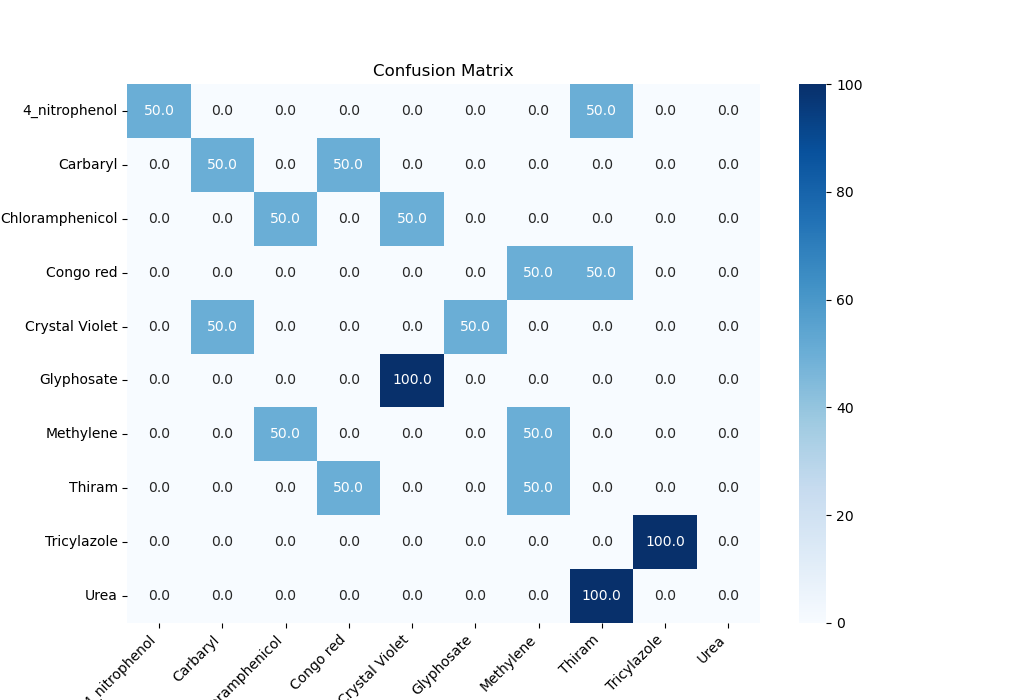 Confusion Matrix
4_nitrophenol 50.0 0.0 0.0 0.0 0.0 0.0 0.0 50.0 0.0 0.0
Carbaryl 0.0 50.0 0.0 50.0 0.0 0.0 0.0 0.0 0.0 0.0
Chloramphenicol 0.0 0.0 50.0 0.0 50.0 0.0 0.0 0.0 0.0 0.0
Congo red 0.0 0.0 0.0 0.0 0.0 0.0 50.0 50.0 0.0 0.0
Crystal Violet 0.0 50.0 0.0 0.0 0.0 50.0 0.0 0.0 0.0 0.0
Glyphosate 0.0 0.0 0.0 0.0 100.0 0.0 0.0 0.0 0.0 0.0
Methylene 0.0 0.0 50.0 0.0 0.0 0.0 50.0 0.0 0.0 0.0
Thiram 0.0 0.0 0.0 50.0 0.0 0.0 50.0 0.0 0.0 0.0
Tricylazole 0.0 0.0 0.0 0.0 0.0 0.0 0.0 0.0 100.0 0.0
Urea 0.0 0.0 0.0 0.0 0.0 0.0 0.0 100.0 0.0 0.0
4_nitrophenol Carbaryl ramphenicol Congo red Crystal Violet Glyphosate Methylene Thiram Tricylazole Urea
100
80
60
40
20
0